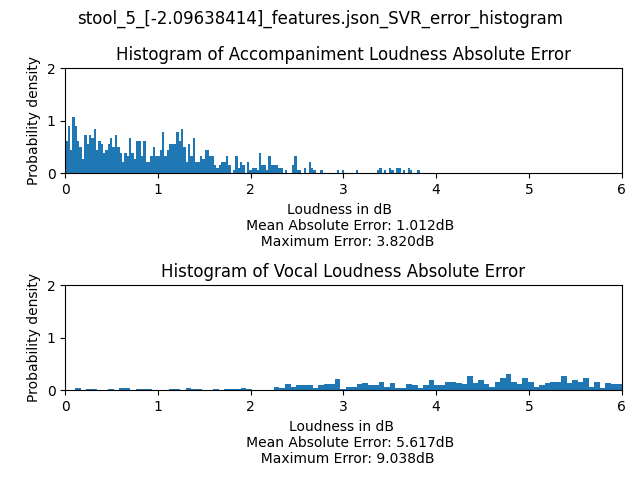 stool_5_[-2.09638414]_features.json_SVR_error_histogram
Histogram of Accompaniment Loudness Absolute Error
Probability density
2
1
0
0 1 2 3 4 5 6
Loudness in dB
Mean Absolute Error: 1.012dB
Maximum Error: 3.820dB
Histogram of Vocal Loudness Absolute Error
Probability density
2
1
0
0 1 2 3 4 5 6
Loudness in dB
Mean Absolute Error: 5.617dB
Maximum Error: 9.038dB